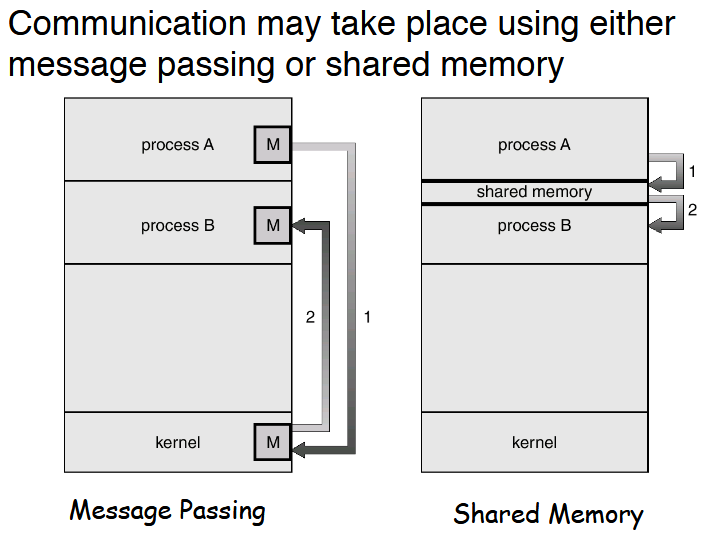 Communication may take place using either
message passing or shared memory
process A
M
process B
M
2
1
kernel
M
Message Passing
process A
1
shared memory
2
process B
kernel
Shared Memory